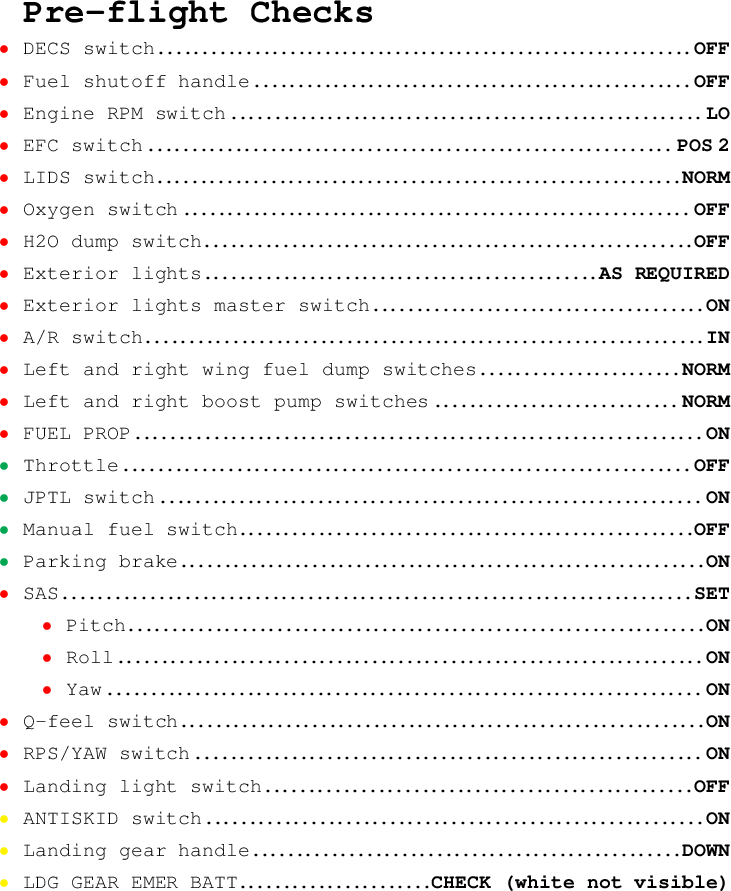 Pre-flight Checks
• DECS switch..............................................................OFF
• Fuel shutoff handle...................................................OFF
• Engine RPM switch.......................................................LO
• EFC switch.............................................................POS 2
• LIDS switch.............................................................NORM
• Oxygen switch...........................................................OFF
• H2O dump switch.........................................................OFF
• Exterior lights..............................................AS REQUIRED
• Exterior lights master switch.......................................ON
• A/R switch.................................................................IN
• Left and right wing fuel dump switches.......................NORM
• Left and right boost pump switches............................NORM
• FUEL PROP..................................................................ON
• Throttle..................................................................OFF
• JPTL switch...............................................................ON
• Manual fuel switch.....................................................OFF
• Parking brake.............................................................ON
• SAS.........................................................................SET
• Pitch...................................................................ON
• Roll....................................................................ON
• Yaw.....................................................................ON
• Q-feel switch.............................................................ON
• RPS/YAW switch...........................................................ON
• Landing light switch..................................................OFF
• ANTISKID switch..........................................................ON
• Landing gear handle..................................................DOWN
• LDG GEAR EMER BATT......................CHECK (white not visible)